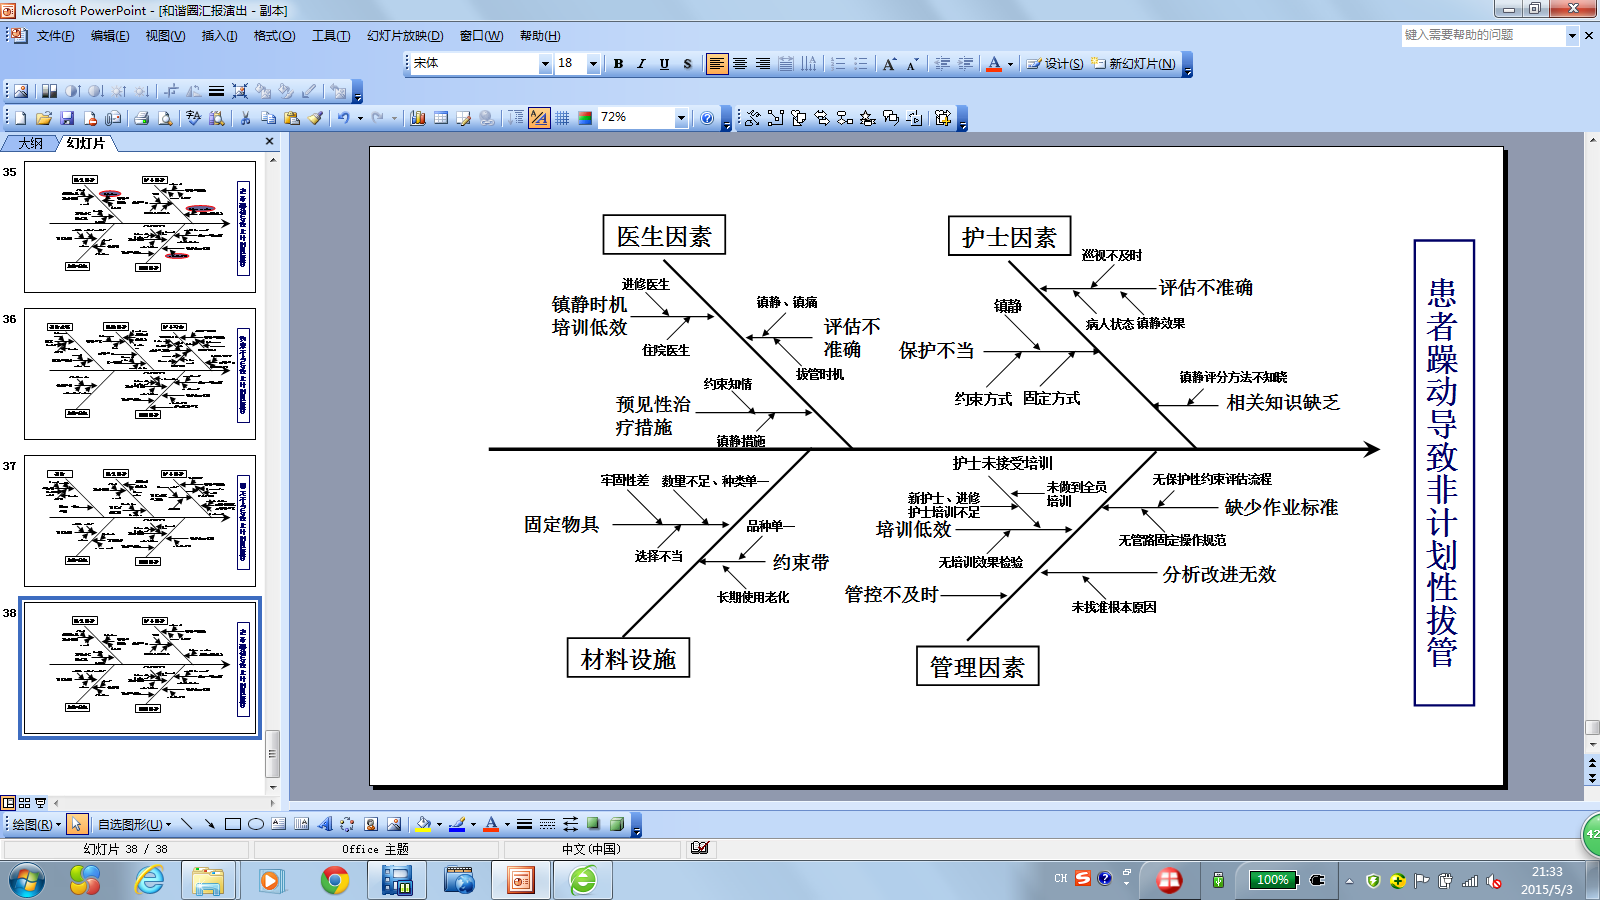 Microsoft PowerPoint - [和谐圈汇报演出 - 副本]
文件(F) 编辑(E) 视图(V) 插入(I) 格式(O) 工具(T) 幻灯片放映(D) 窗口(W) 帮助(H)
键入需要帮助的问题
宋体 18 设计(S) 新幻灯片(N)
72%
大纲 幻灯片
35
36
37
38
医生因素
护士因素
进修医生
镇静时机
培训低效
住院医生
镇静、镇痛
评估不
准确
拔管时机
约束知情
预见性治
疗措施
镇静措施
巡视不及时
评估不准确
病人状态
镇静效果
镇静
保护不当
约束方式
固定方式
镇静评分方法不知晓
相关知识缺乏
牢固性差
数量不足、种类单一
固定物具
选择不当
品种单一
约束带
长期使用老化
护士未接受培训
新护士、进修
护士培训不足
未做到全员
培训
培训低效
无培训效果检验
管控不及时
无保护性约束评估流程
缺少作业标准
无管路固定操作规范
分析改进无效
未找准根本原因
材料设施
管理因素
患者躁动导致非计划性拔管
绘图(R) 自选图形(U)
幻灯片 38 / 38
Office 主题
中文(中国)
CH
100%
21:33
2015/5/3
42